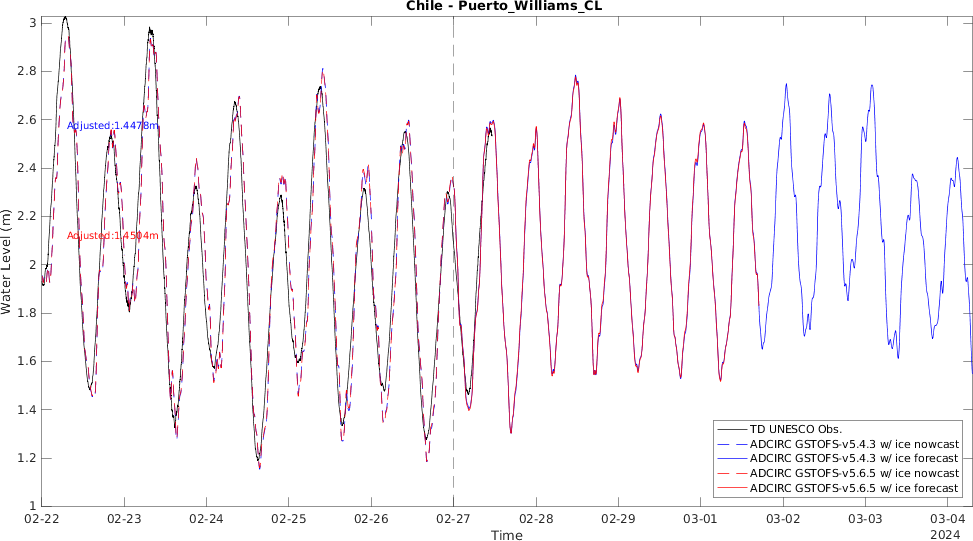 Chile - Puerto_Williams_CL
3
2.8
2.6
2.4
2.2
2
1.8
1.6
1.4
1.2
1
Water Level (m)
Adjusted:1.4478m
Adjusted:1.4504m
TD UNESCO Obs.
ADCIRC GSTOFS-v5.4.3 w/ ice nowcast
ADCIRC GSTOFS-v5.4.3 w/ ice forecast
ADCIRC GSTOFS-v5.6.5 w/ ice nowcast
ADCIRC GSTOFS-v5.6.5 w/ ice forecast
02-22 02-23 02-24 02-25 02-26 02-27 02-28 02-29 03-01 03-02 03-03 03-04
2024
Time